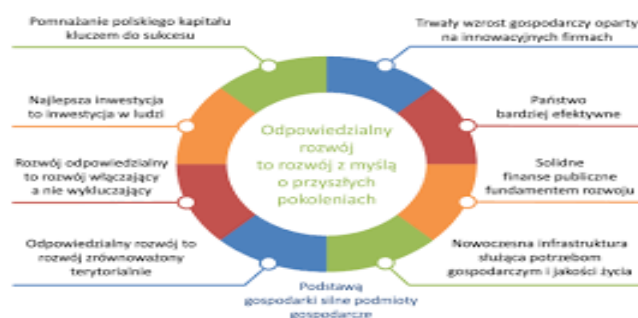 Pomnażanie polskiego kapitału
kluczem do sukcesu
Trwały wzrost gospodarczy oparty
na innowacyjnych firmach
Najlepsza inwestycja
to inwestycja w ludzi
Państwo
bardziej efektywne
Odpowiedzialny
rozwój
to rozwój z myślą
o przyszłych
pokoleniach
Rozwój odpowiedzialny
to rozwój włączający
a nie wykluczający
Solidne
finanse publiczne
fundamentem rozwoju
Odpowiedzialny rozwój to
rozwój zrównoważony
terytorialnie
Nowoczesna infrastruktura
służąca potrzebom
gospodarczym i jakości życia
Podstawą
gospodarki silne podmioty
gospodarcze